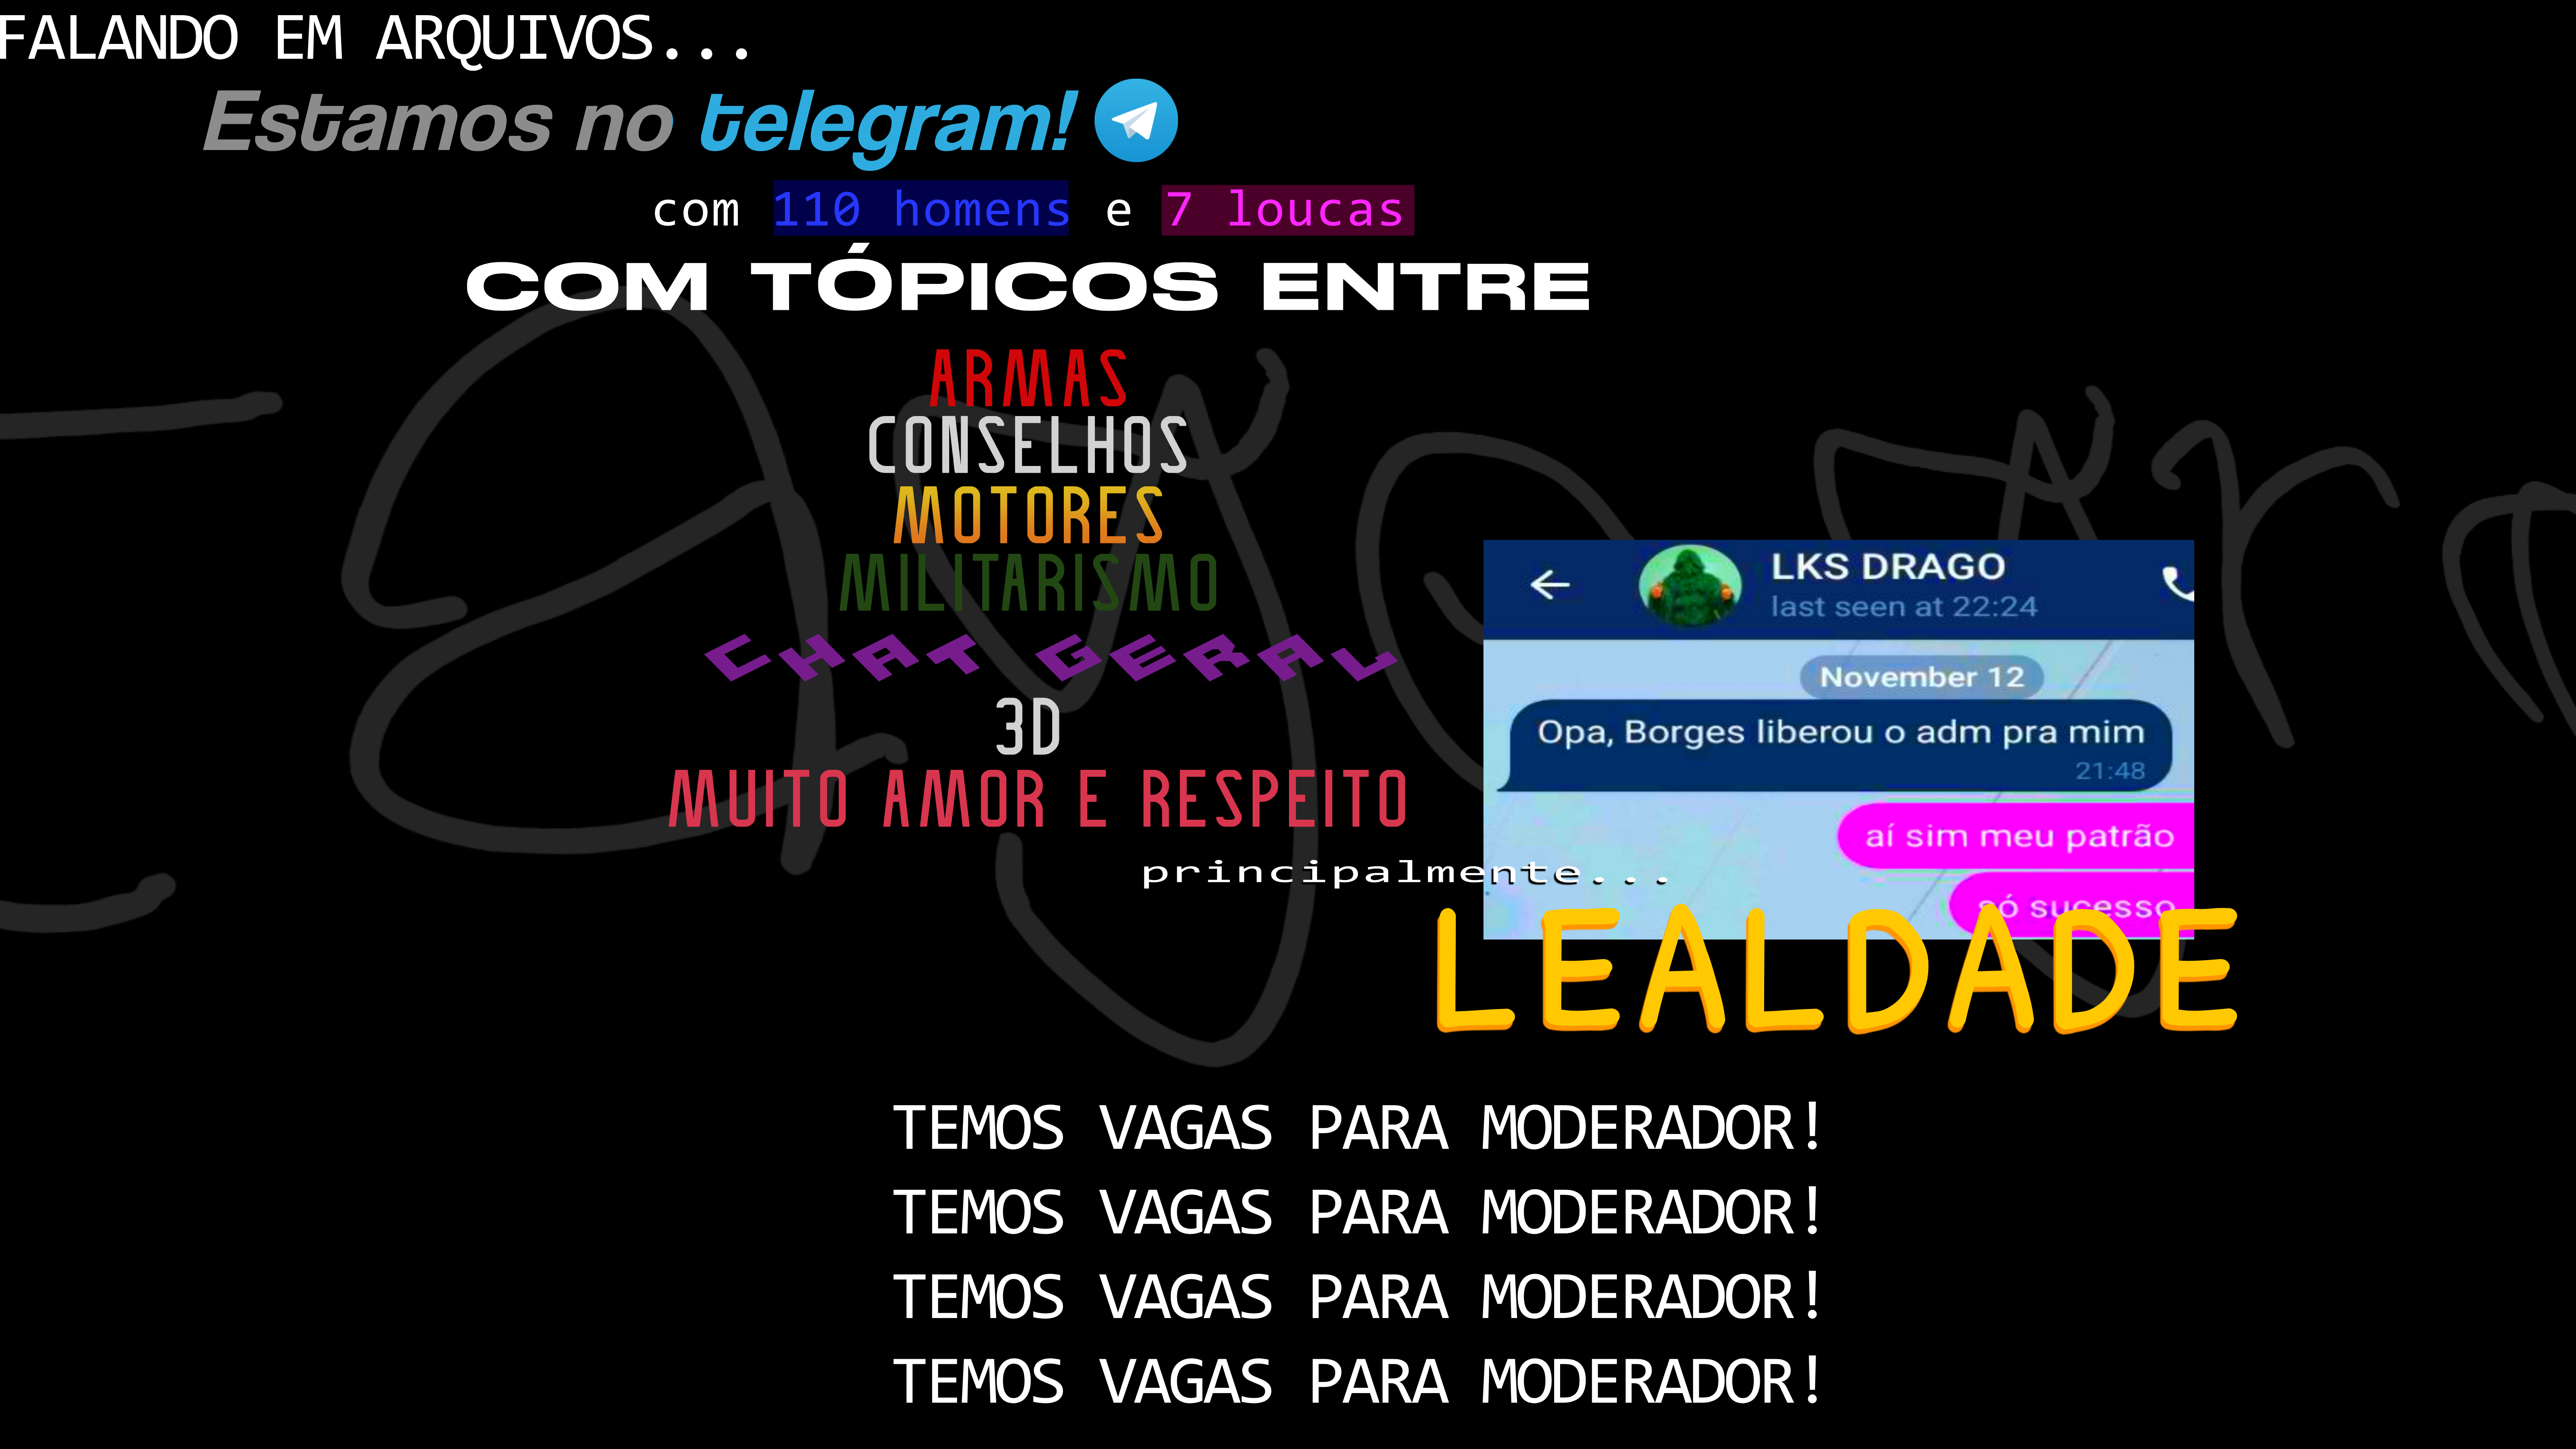 FALANDO EM ARQUIVOS...
Estamos no telegram!
com 110 homens e 7 loucas
COM TÓPICOS ENTRE
ARMAS
CONSELHOS
MOTORES
MILITARISMO
CHAT GERAL
3D
MUITO AMOR E RESPEITO
LKS DRAGO
last seen at 22:24
November 12
Opa, Borges liberou o adm pra mim
21:48
aí sim meu patrão
só sucesso
principalmente...
LEALDADE
TEMOS VAGAS PARA MODERADOR!
TEMOS VAGAS PARA MODERADOR!
TEMOS VAGAS PARA MODERADOR!
TEMOS VAGAS PARA MODERADOR!